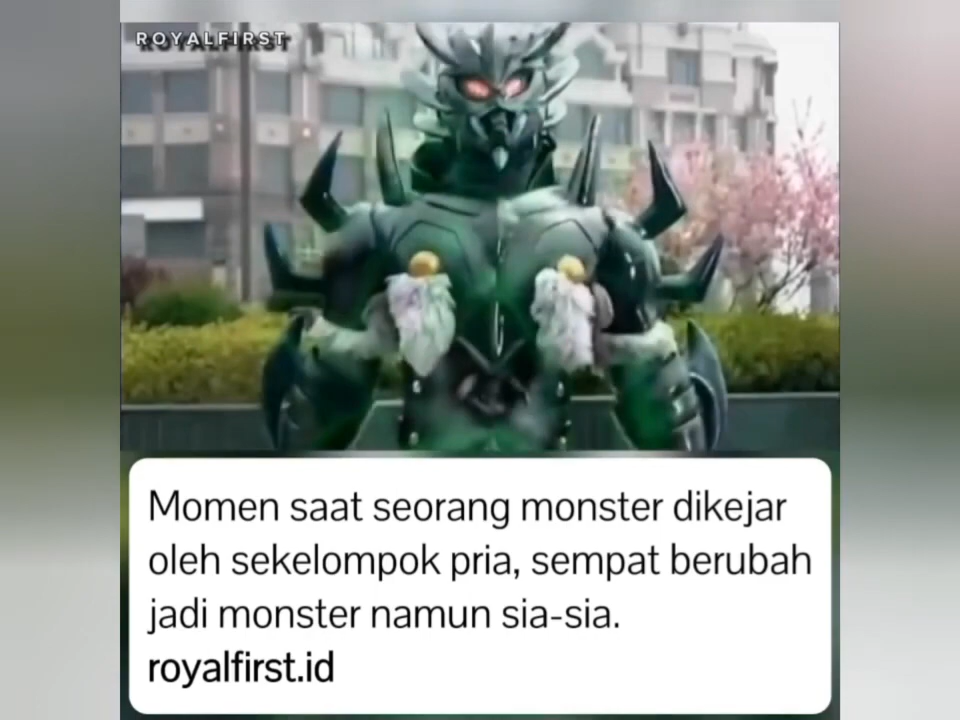 ROYALFIRST
Momen saat seorang monster dikejar
oleh sekelompok pria, sempat berubah
jadi monster namun sia-sia.
royalfirst.id